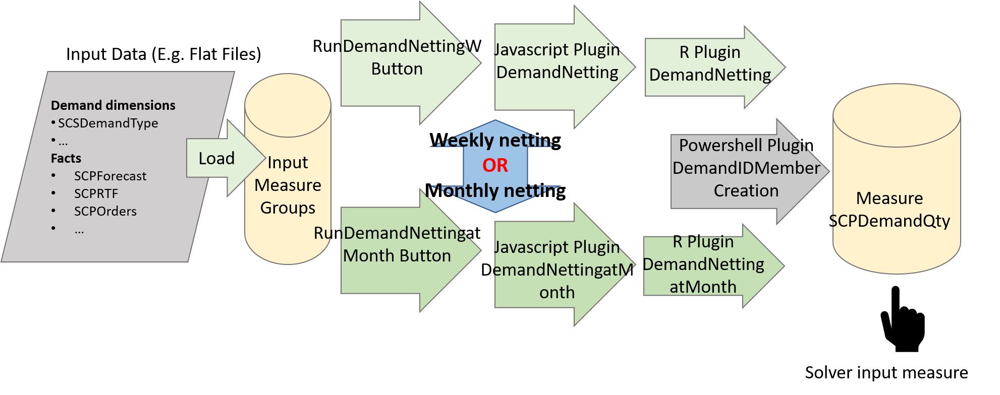 Input Data (E.g. Flat Files)
Demand dimensions
• SCSDemandType
• ...
Facts
• SCPForecast
• SCPRTF
• SCPOrders
• ...
Load
Input
Measure
Groups
RunDemandNettingW
Button
Javascript Plugin
DemandNetting
R Plugin
DemandNetting
Weekly netting
OR
Monthly netting
RunDemandNettingat
Month Button
Javascript Plugin
DemandNettingatM
onth
R Plugin
DemandNetting
atMonth
Powershell Plugin
DemandIDMember
Creation
Measure
SCPDemandQty
Solver input measure